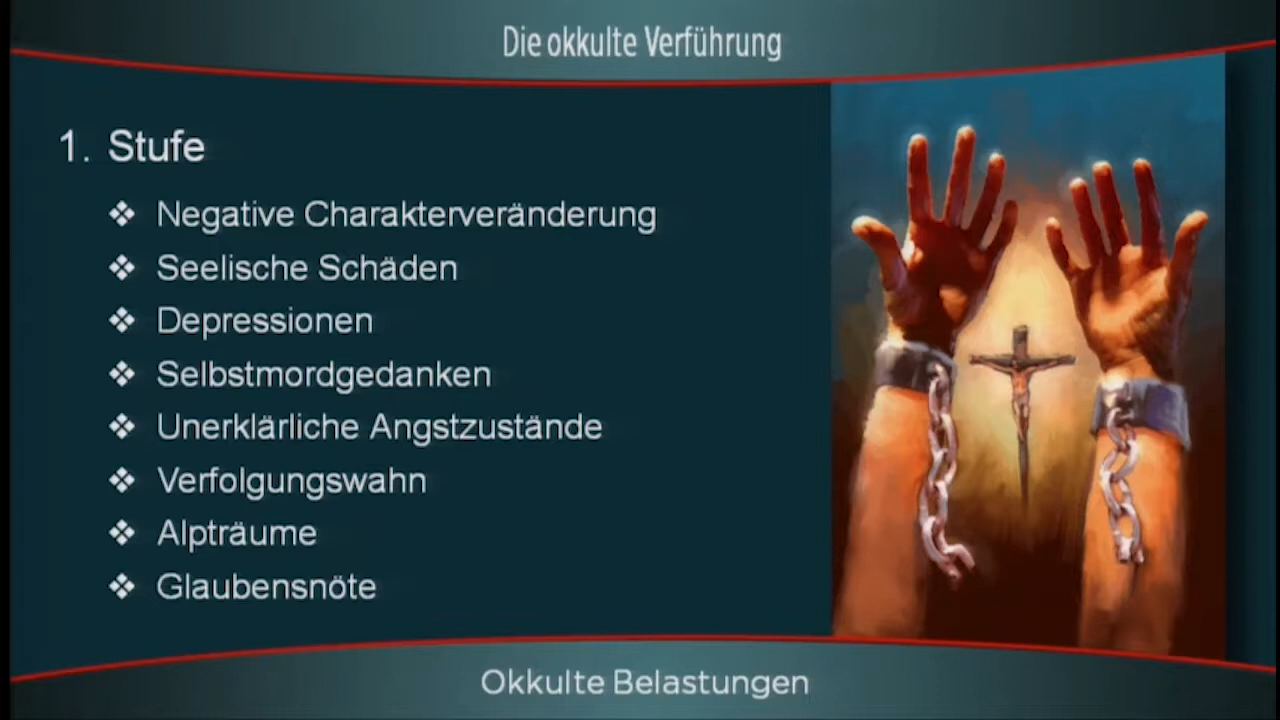 Die okkulte Verführung
1. Stufe
❖ Negative Charakterveränderung
❖ Seelische Schäden
❖ Depressionen
❖ Selbstmordgedanken
❖ Unerklärliche Angstzustände
❖ Verfolgungswahn
❖ Alpträume
❖ Glaubensnöte
Okkulte Belastungen